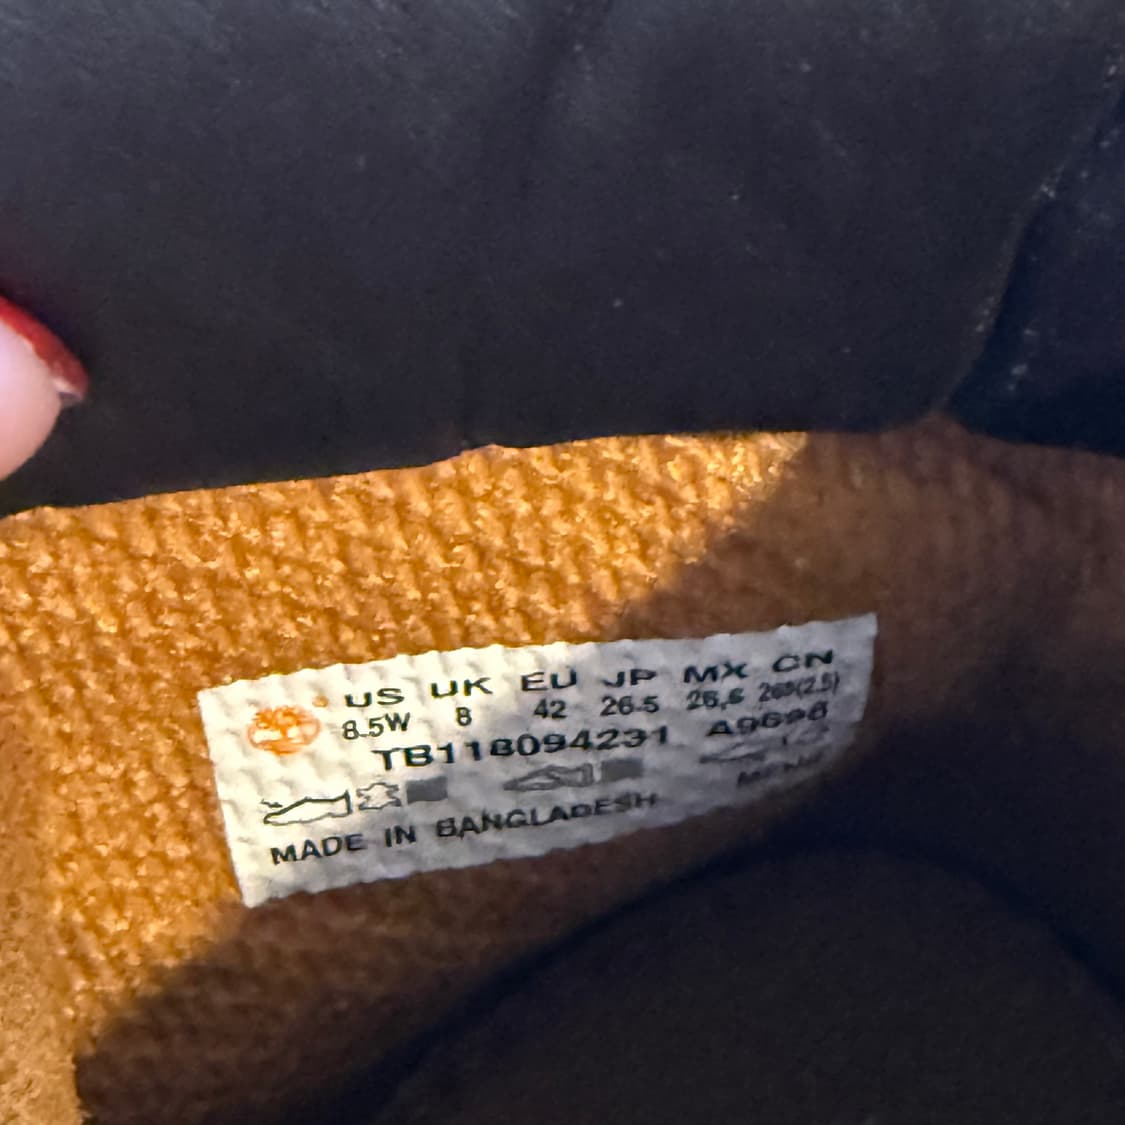 US UK EU JP MX CN
8.5W 8 42 26.5 26,5 265(2.5)
TB118094231 A9698
MADE IN BANGLADESH